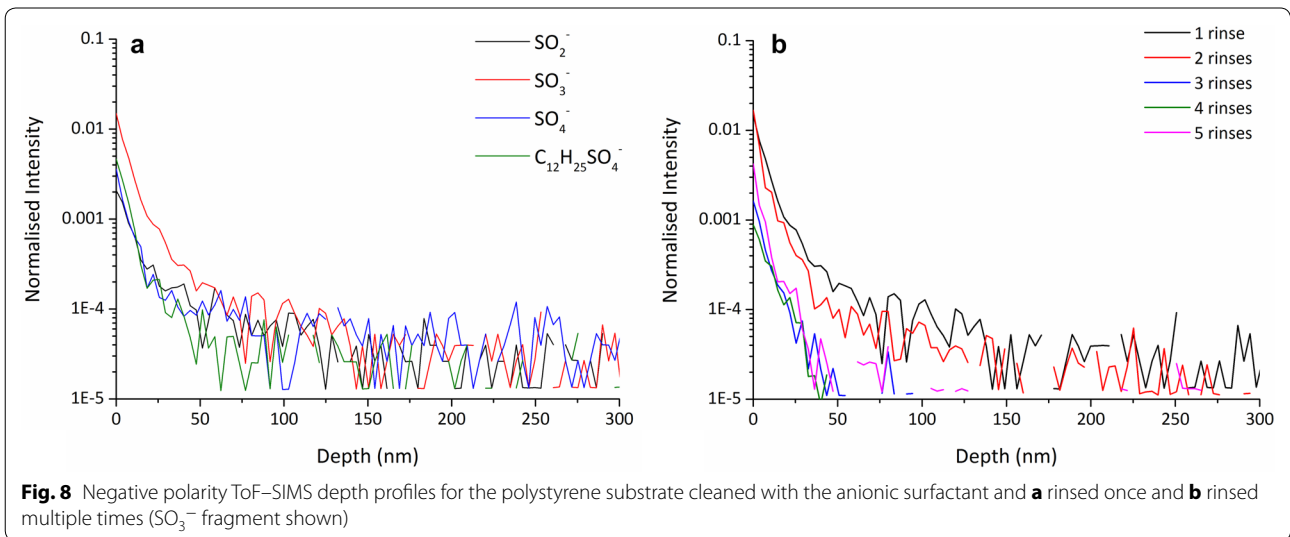 a
0.1
0.01
0.001
1E-4
1E-5
Normalised Intensity
0
50
100
150
200
250
300
Depth (nm)
SO₂⁻
SO₃⁻
SO₄⁻
C₁₂H₂₅SO₄⁻
b
0.1
0.01
0.001
1E-4
1E-5
Normalised Intensity
0
50
100
150
200
250
300
Depth (nm)
1 rinse
2 rinses
3 rinses
4 rinses
5 rinses
Fig. 8 Negative polarity ToF–SIMS depth profiles for the polystyrene substrate cleaned with the anionic surfactant and a rinsed once and b rinsed
multiple times (SO₃⁻ fragment shown)